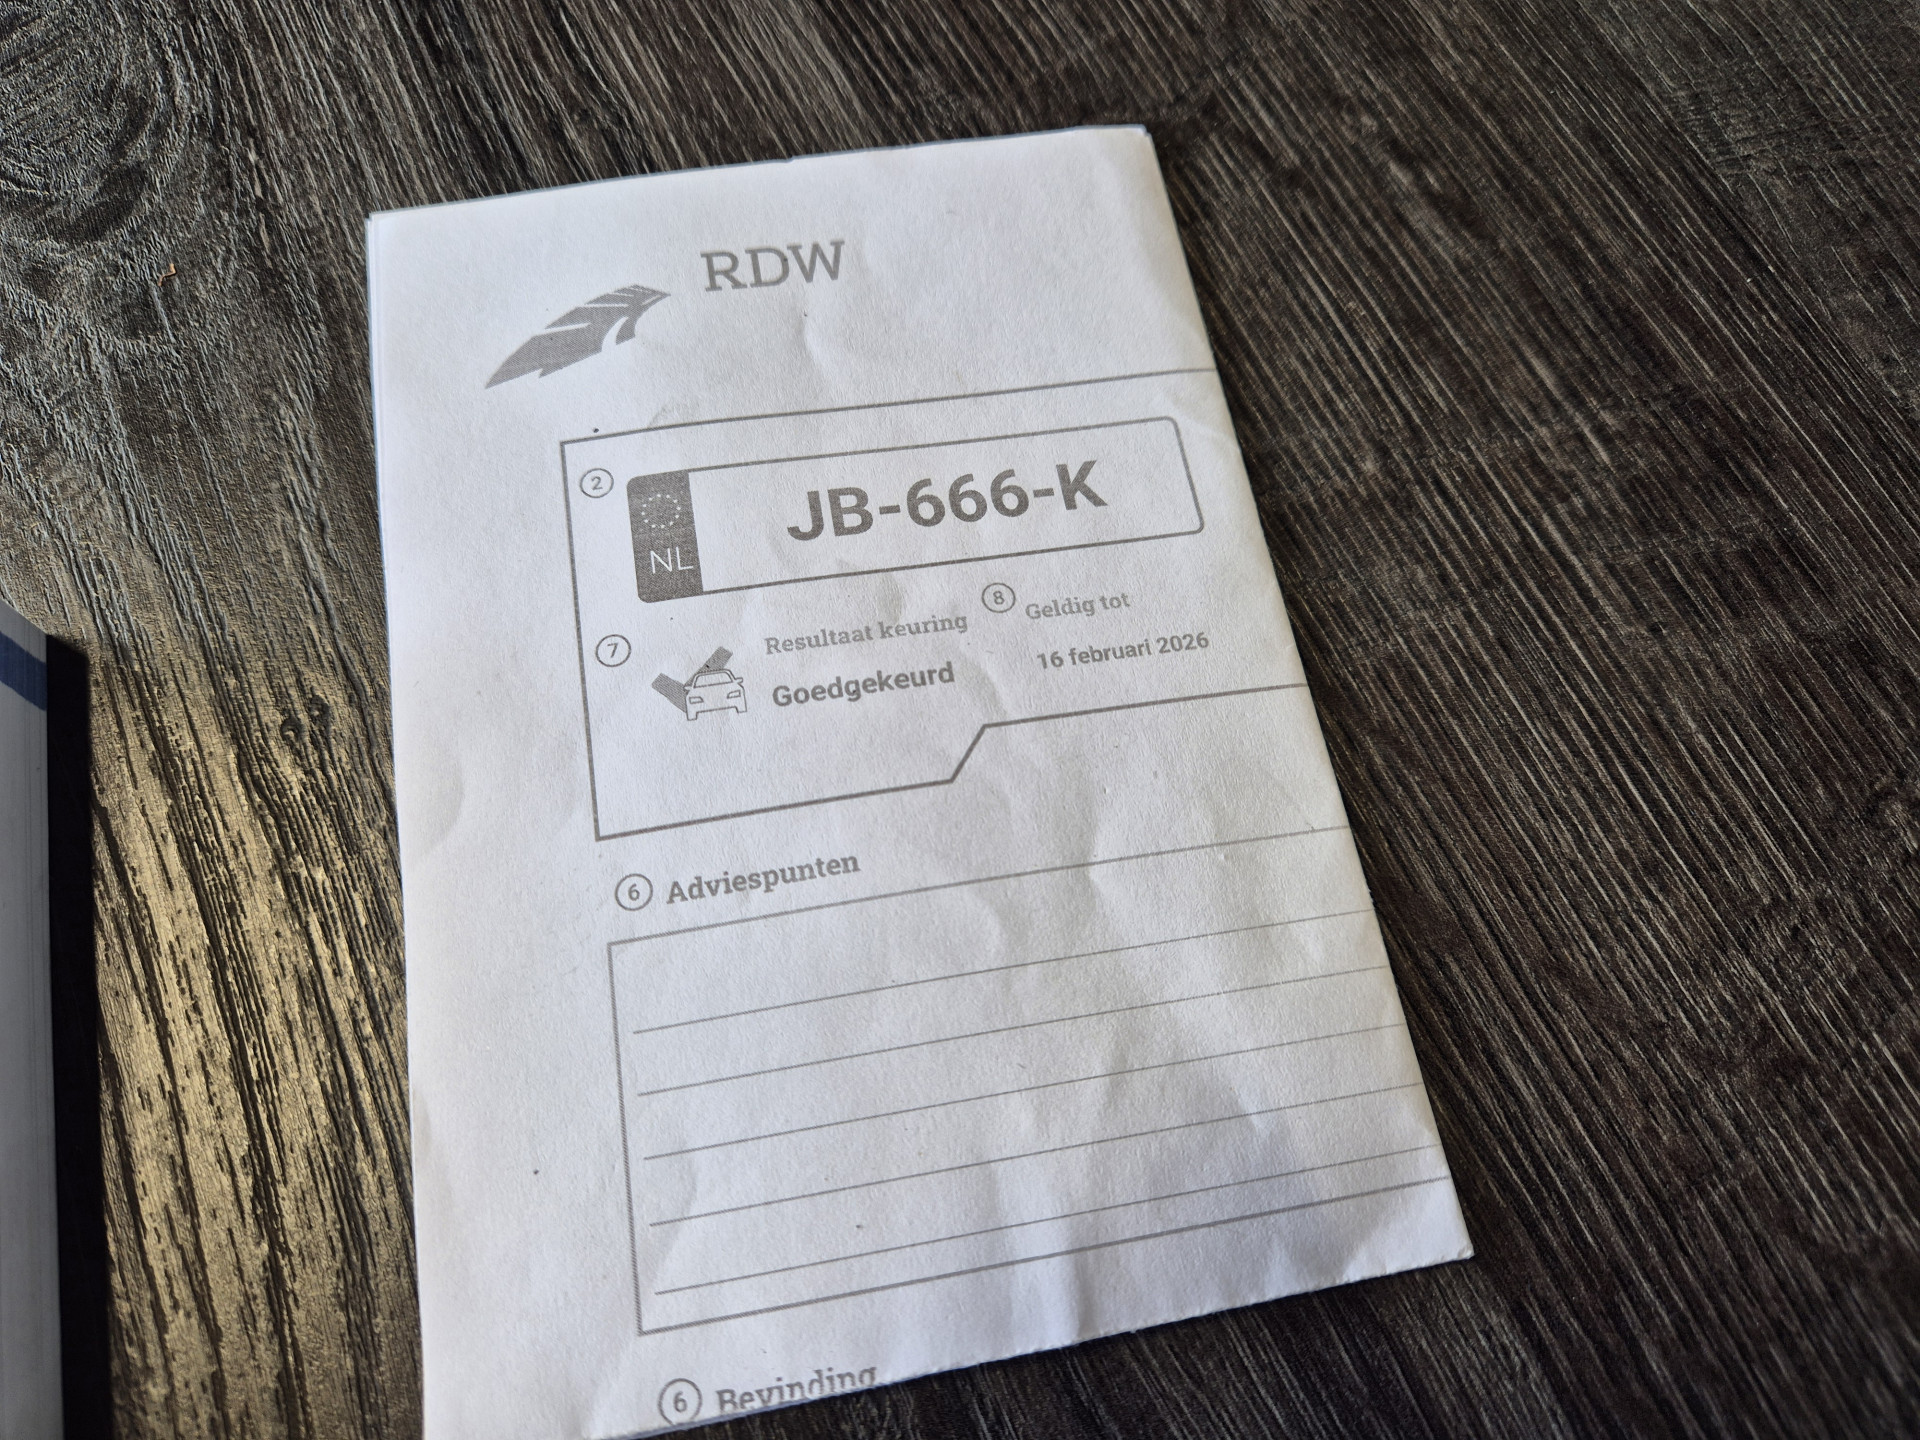 RDW
2
NL
JB-666-K
7
Resultaat keuring
Goedgekeurd
8
Geldig tot
16 februari 2026
6 Adviespunten
6 Bevinding